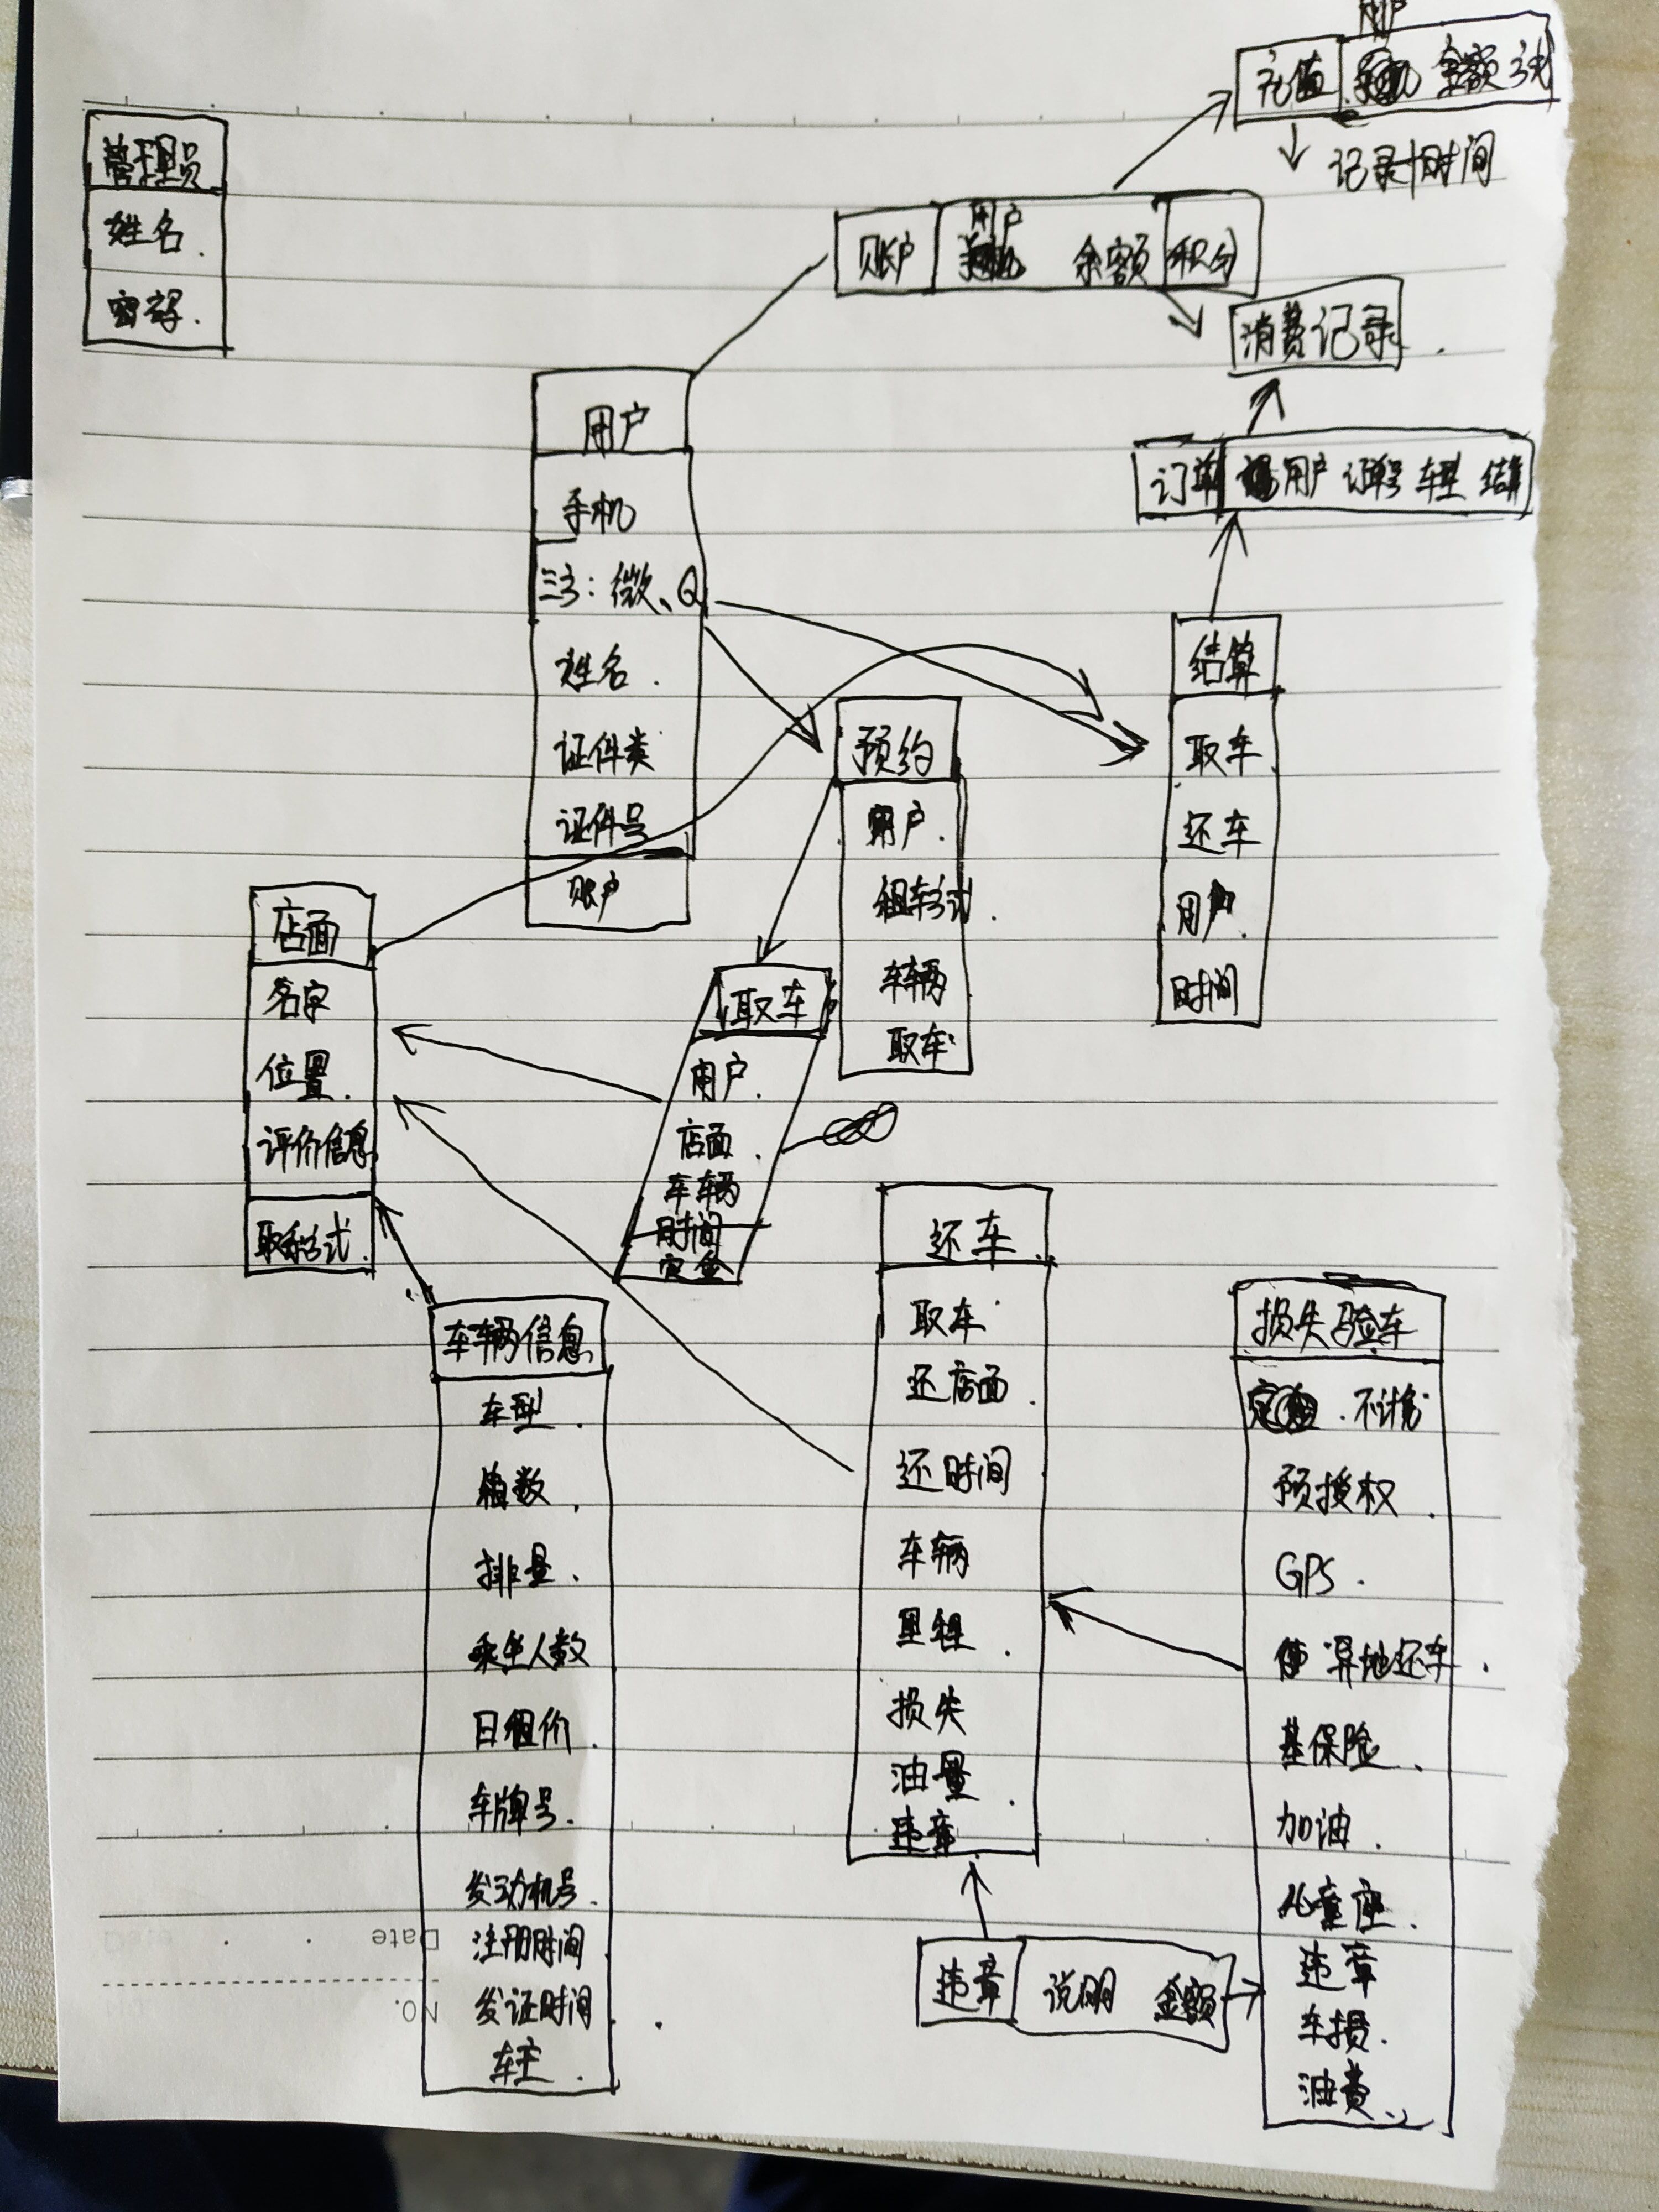 用户
充值 金额 方式
记录+时间
管理员
姓名.
密码.
账户 用户 余额 积分
消费记录.
用户
手机
三方:微、Q
姓名.
证件类
证件号
账户
订单 用户 订单号 车型 结算
结算
取车
还车
用户.
时间
预约
用户.
租车方式.
车辆
取车
店面
名字
位置.
评价信息
取租方式.
取车
用户.
店面.
车辆
时间
定金
车辆信息
车型.
箱数.
排量.
乘坐人数
日租价.
车牌号.
发动机号.
注册时间
发证时间.
车主.
还车
取车
还店面.
还时间
车辆
里程.
损失
油量.
违章
损失验车
不计免
预授权.
GPS.
异地还车.
基保险.
加油.
儿童座.
违章
车损.
油费.
违章 说明 金额
Date
NO.